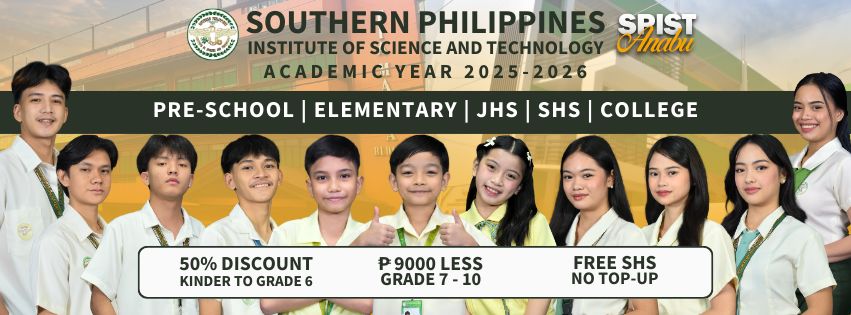 SOUTHERN PHILIPPINES
INSTITUTE OF SCIENCE AND TECHNOLOGY
SPIST
Anabu
ACADEMIC YEAR 2025-2026
PRE-SCHOOL | ELEMENTARY | JHS | SHS | COLLEGE
50% DISCOUNT
KINDER TO GRADE 6
₱ 9000 LESS
GRADE 7 - 10
FREE SHS
NO TOP-UP